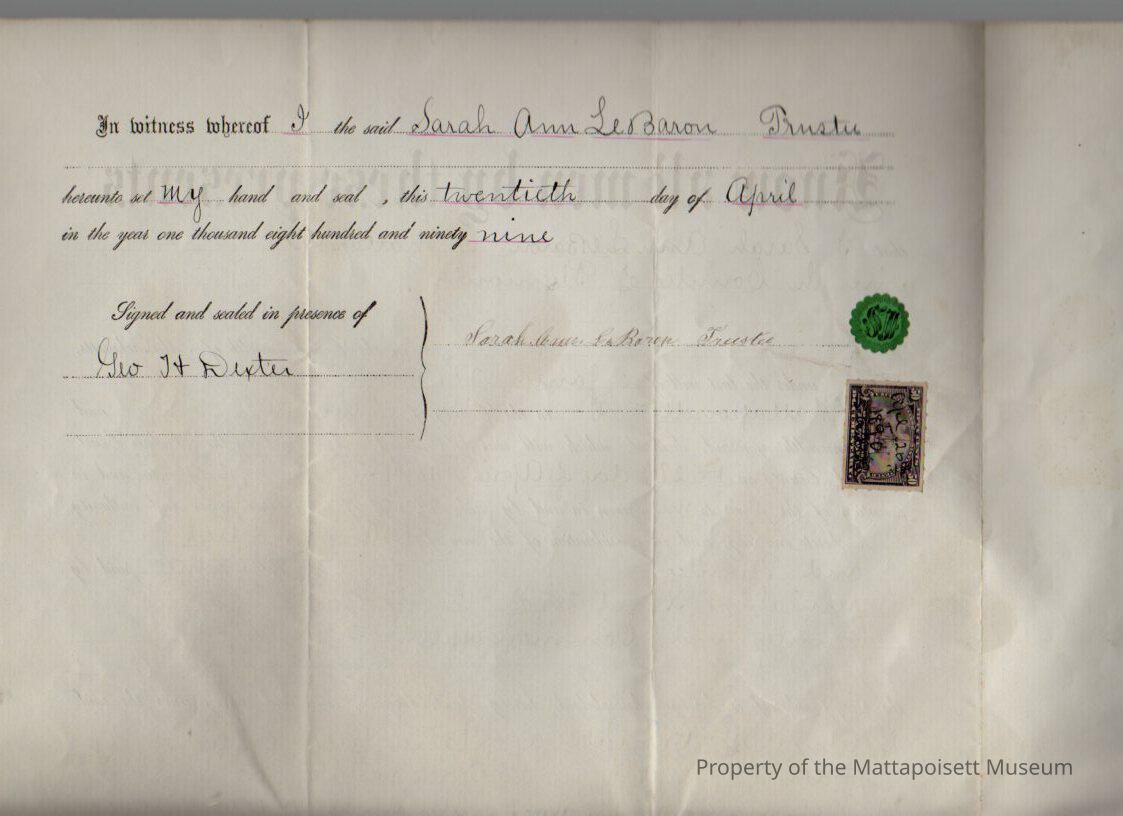 In witness whereof I the said Sarah Ann LeBaron Trustee
hereunto set my hand and seal, this twentieth day of April
in the year one thousand eight hundred and ninety nine
Signed and sealed in presence of
Geo H Dexter
Sarah Ann LeBaron Trustee
Property of the Mattapoisett Museum